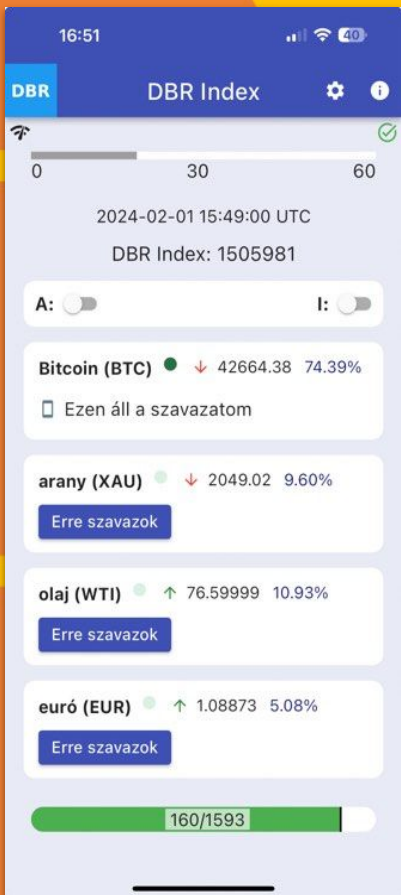 16:51
40
DBR
DBR Index
0
30
60
2024-02-01 15:49:00 UTC
DBR Index: 1505981
A:
I:
Bitcoin (BTC) 42664.38 74.39%
Ezen áll a szavazatom
arany (XAU) 2049.02 9.60%
Erre szavazok
olaj (WTI) 76.59999 10.93%
Erre szavazok
euró (EUR) 1.08873 5.08%
Erre szavazok
160/1593